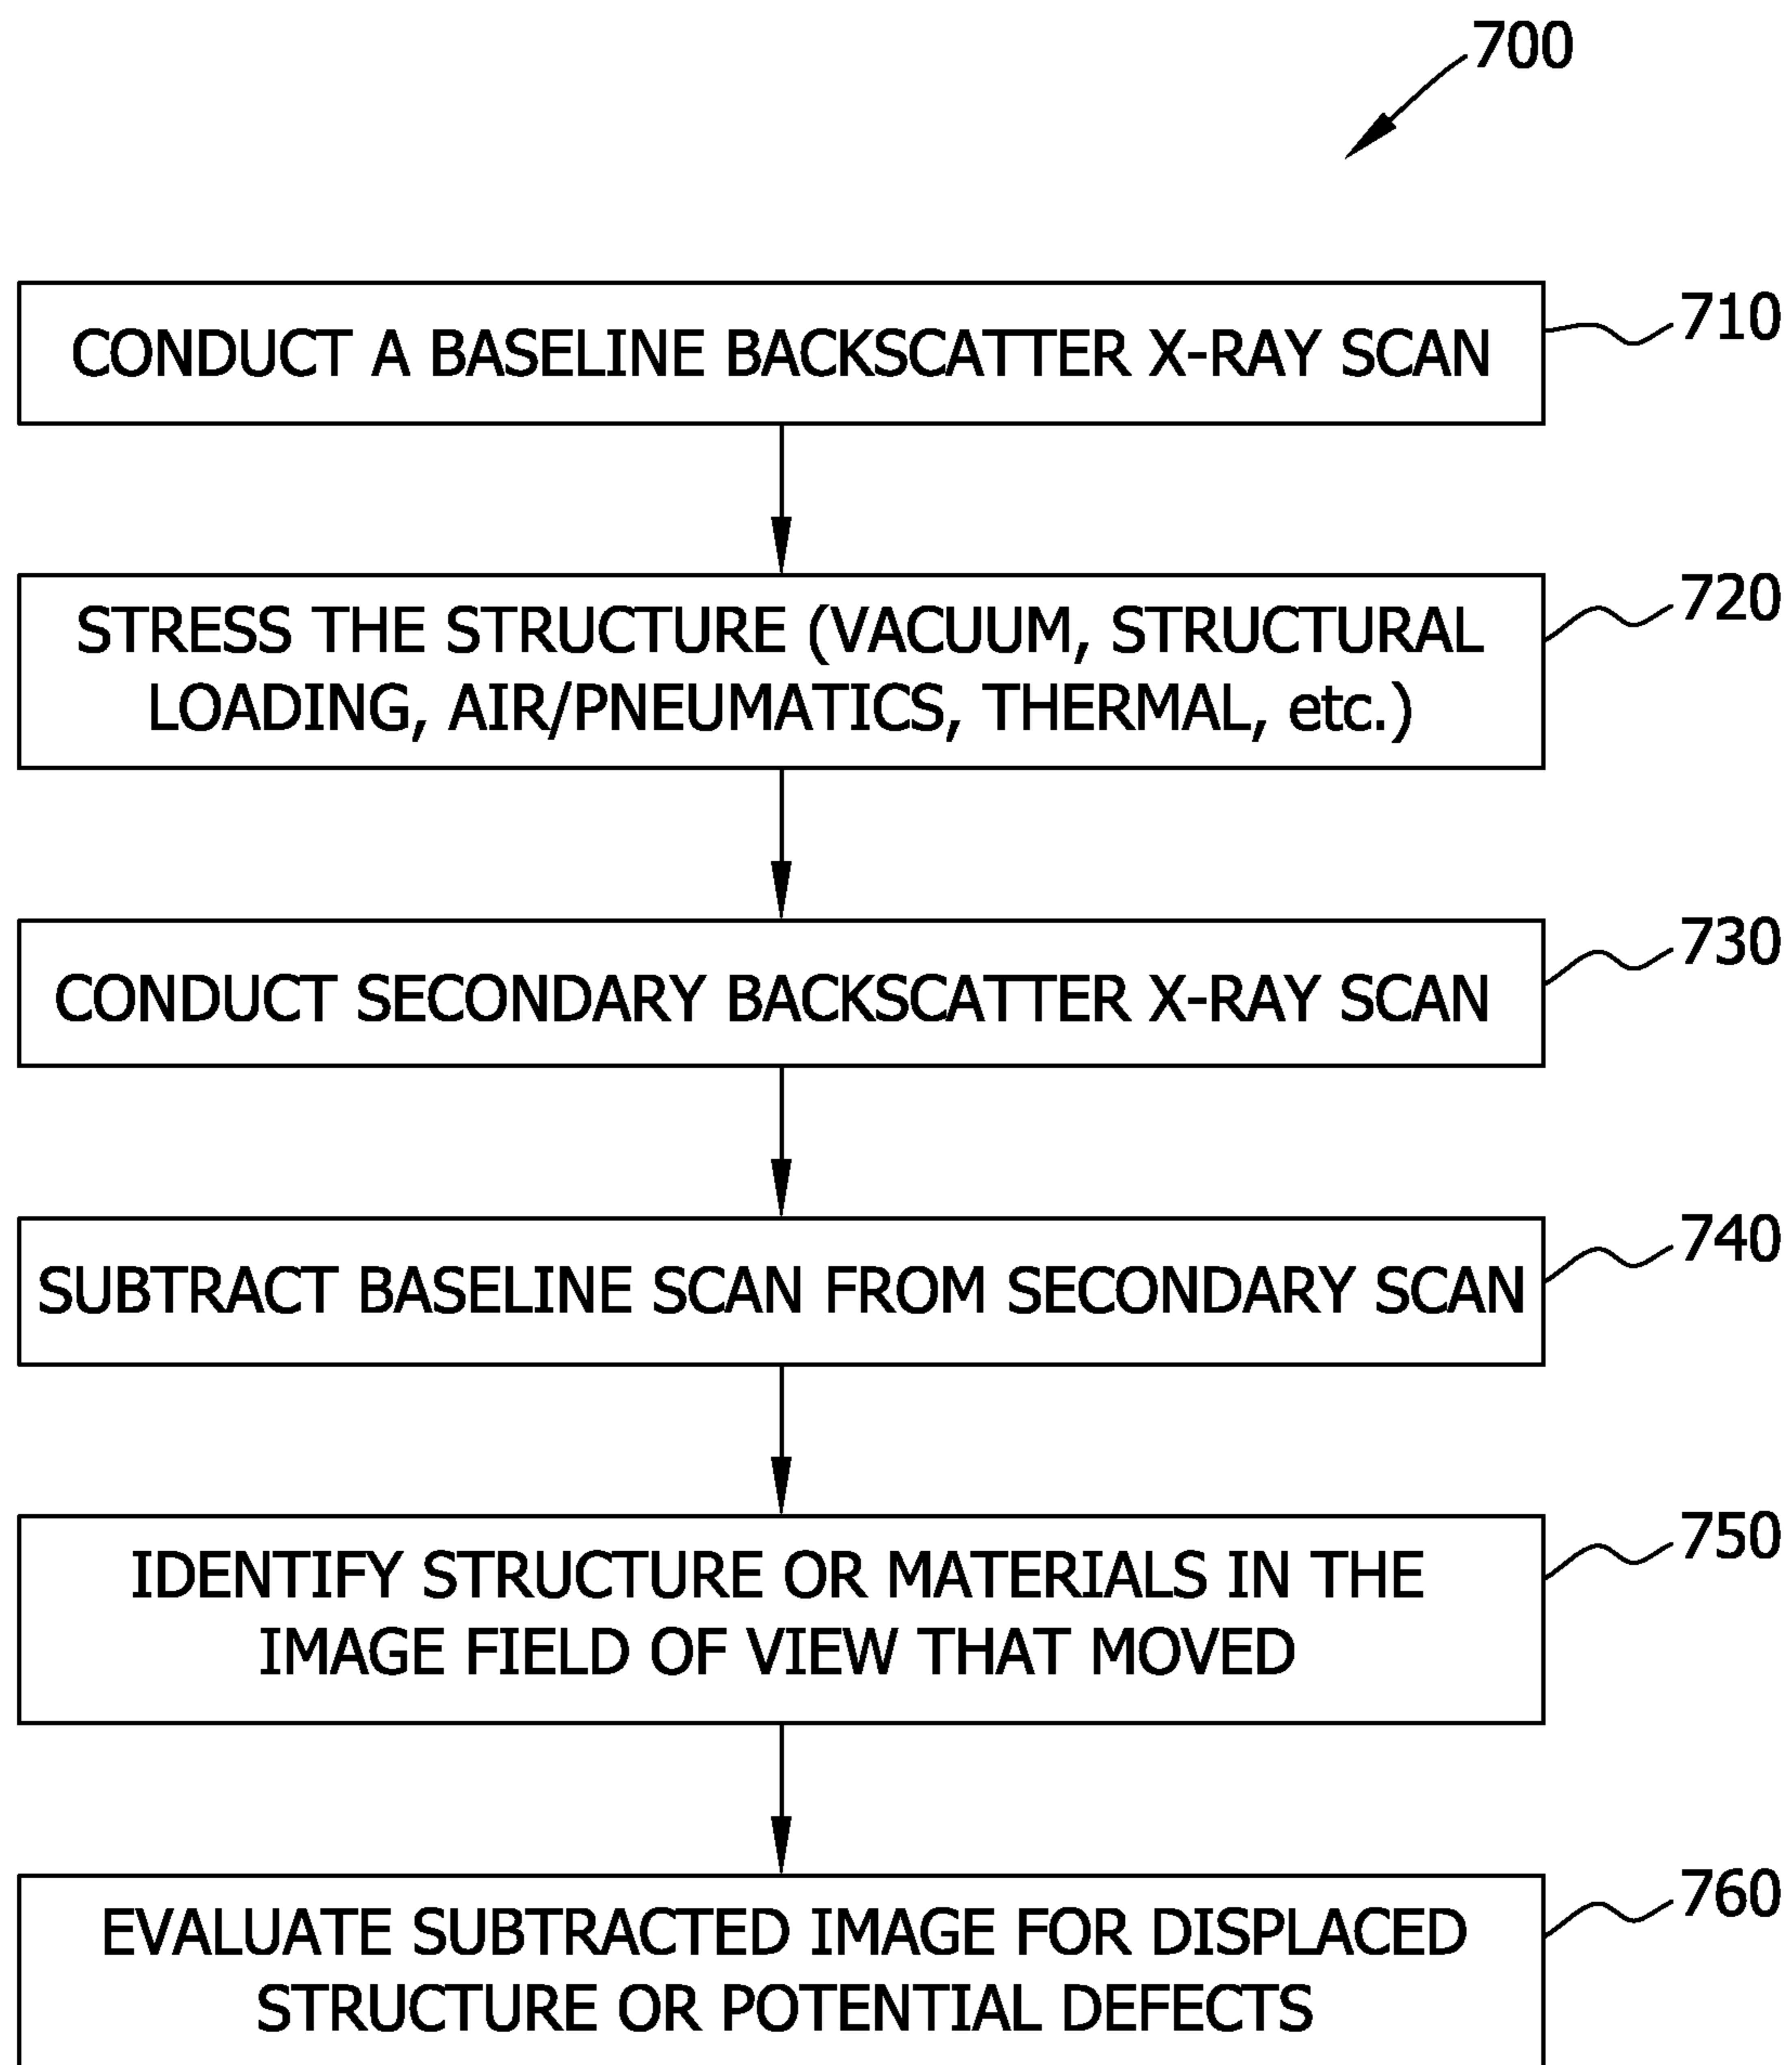 700
CONDUCT A BASELINE BACKSCATTER X-RAY SCAN
710
STRESS THE STRUCTURE (VACUUM, STRUCTURAL
LOADING, AIR/PNEUMATICS, THERMAL, etc.)
720
CONDUCT SECONDARY BACKSCATTER X-RAY SCAN
730
SUBTRACT BASELINE SCAN FROM SECONDARY SCAN
740
IDENTIFY STRUCTURE OR MATERIALS IN THE
IMAGE FIELD OF VIEW THAT MOVED
750
EVALUATE SUBTRACTED IMAGE FOR DISPLACED
STRUCTURE OR POTENTIAL DEFECTS
760